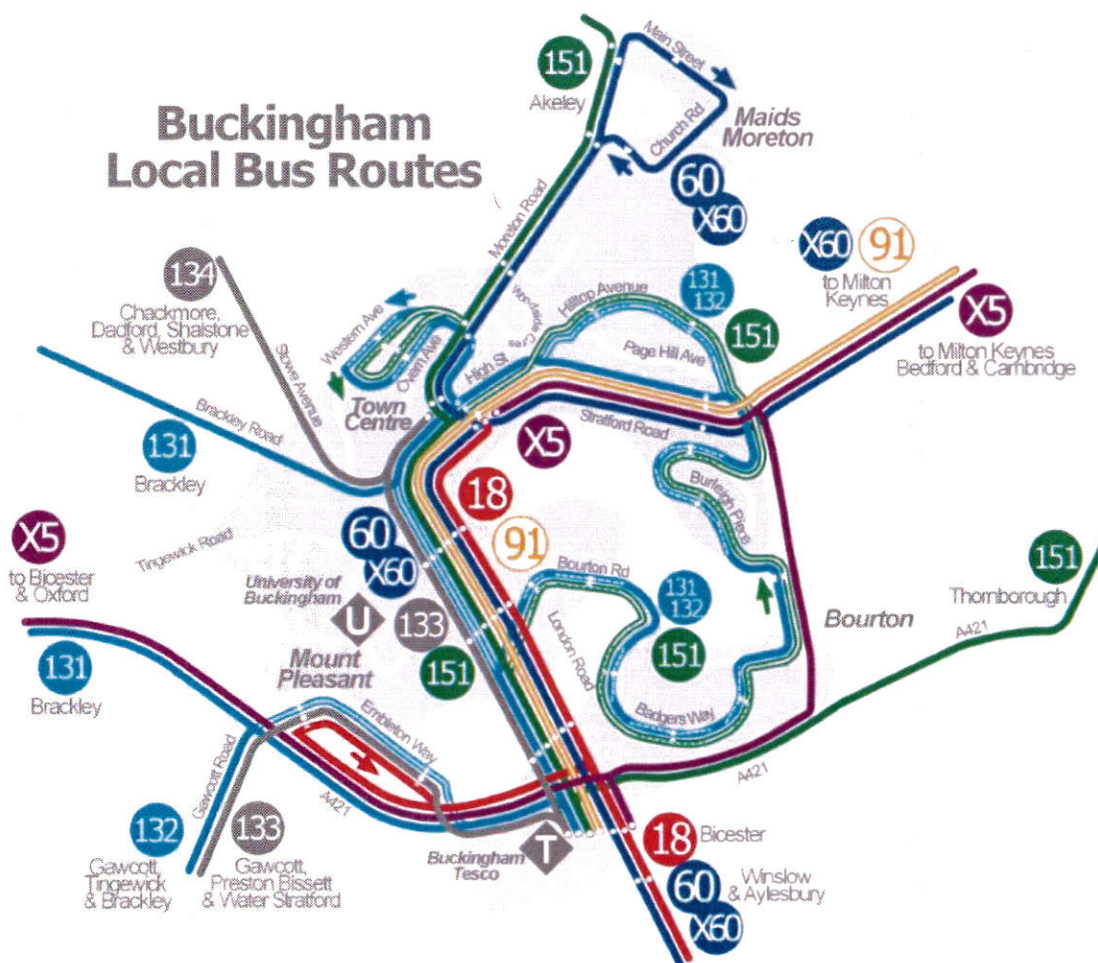 Buckingham
Local Bus Routes
151
Akeley
Main Street
Church Rd
Maids
Moreton
60
X60
Moreton Road
134
Chackmore,
Dadford, Shalstone
& Westbury
Stowe Avenue
Western Ave
Overn Ave
Woodside Cres
Hilltop Avenue
131
132
151
Page Hill Ave
High St
X60
91
to Milton
Keynes
X5
to Milton Keynes
Bedford & Cambridge
Town
Centre
Stratford Road
X5
Brackley Road
131
Brackley
18
Burleigh Piece
X5
to Bicester
& Oxford
Tingewick Road
60
X60
91
Bourton Rd
131
132
151
London Road
Badgers Way
Bourton
151
Thornborough
A421
A421
University of
Buckingham
U
133
151
Mount
Pleasant
131
Brackley
Embleton Way
Gawcott Road
A421
132
Gawcott,
Tingewick
& Brackley
133
Gawcott,
Preston Bissett
& Water Stratford
Buckingham
Tesco
T
18
Bicester
60
X60
Winslow
& Aylesbury